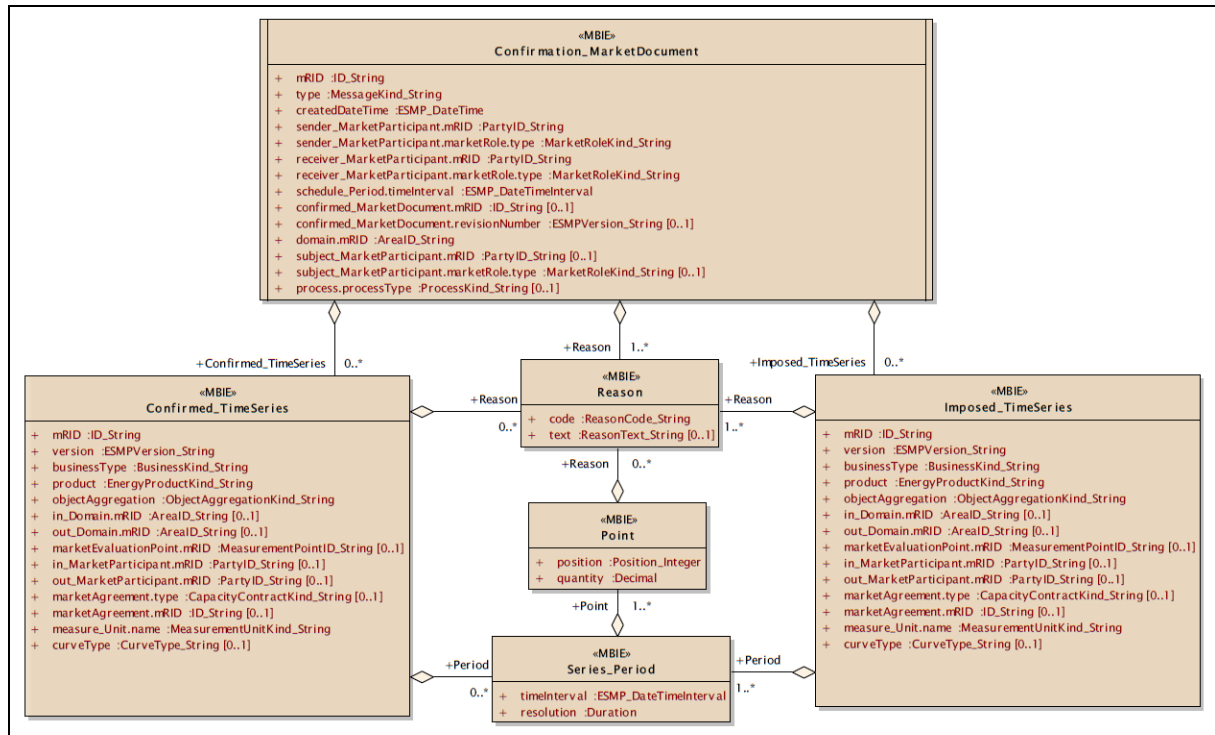 «MBIE»
Confirmation_MarketDocument
+ mRID :ID_String
+ type :MessageKind_String
+ createdDateTime :ESMP_DateTime
+ sender_MarketParticipant.mRID :PartyID_String
+ sender_MarketParticipant.marketRole.type :MarketRoleKind_String
+ receiver_MarketParticipant.mRID :PartyID_String
+ receiver_MarketParticipant.marketRole.type :MarketRoleKind_String
+ schedule_Period.timeInterval :ESMP_DateTimeInterval
+ confirmed_MarketDocument.mRID :ID_String [0..1]
+ confirmed_MarketDocument.revisionNumber :ESMPVersion_String [0..1]
+ domain.mRID :AreaID_String
+ subject_MarketParticipant.mRID :PartyID_String [0..1]
+ subject_MarketParticipant.marketRole.type :MarketRoleKind_String [0..1]
+ process.processType :ProcessKind_String [0..1]
+Confirmed_TimeSeries 0..*
+Reason 1..*
+Imposed_TimeSeries 0..*
«MBIE»
Confirmed_TimeSeries
+ mRID :ID_String
+ version :ESMPVersion_String
+ businessType :BusinessKind_String
+ product :EnergyProductKind_String
+ objectAggregation :ObjectAggregationKind_String
+ in_Domain.mRID :AreaID_String [0..1]
+ out_Domain.mRID :AreaID_String [0..1]
+ marketEvaluationPoint.mRID :MeasurementPointID_String [0..1]
+ in_MarketParticipant.mRID :PartyID_String [0..1]
+ out_MarketParticipant.mRID :PartyID_String [0..1]
+ marketAgreement.type :CapacityContractKind_String [0..1]
+ marketAgreement.mRID :ID_String [0..1]
+ measure_Unit.name :MeasurementUnitKind_String
+ curveType :CurveType_String [0..1]
+Reason
0..*
«MBIE»
Reason
+ code :ReasonCode_String
+ text :ReasonText_String [0..1]
+Reason
1..*
+Reason 0..*
«MBIE»
Point
+ position :Position_Integer
+ quantity :Decimal
+Point 1..*
+Period
0..*
«MBIE»
Series_Period
+ timeInterval :ESMP_DateTimeInterval
+ resolution :Duration
+Period
1..*
«MBIE»
Imposed_TimeSeries
+ mRID :ID_String
+ version :ESMPVersion_String
+ businessType :BusinessKind_String
+ product :EnergyProductKind_String
+ objectAggregation :ObjectAggregationKind_String
+ in_Domain.mRID :AreaID_String [0..1]
+ out_Domain.mRID :AreaID_String [0..1]
+ marketEvaluationPoint.mRID :MeasurementPointID_String [0..1]
+ in_MarketParticipant.mRID :PartyID_String [0..1]
+ out_MarketParticipant.mRID :PartyID_String [0..1]
+ marketAgreement.type :CapacityContractKind_String [0..1]
+ marketAgreement.mRID :ID_String [0..1]
+ measure_Unit.name :MeasurementUnitKind_String
+ curveType :CurveType_String [0..1]